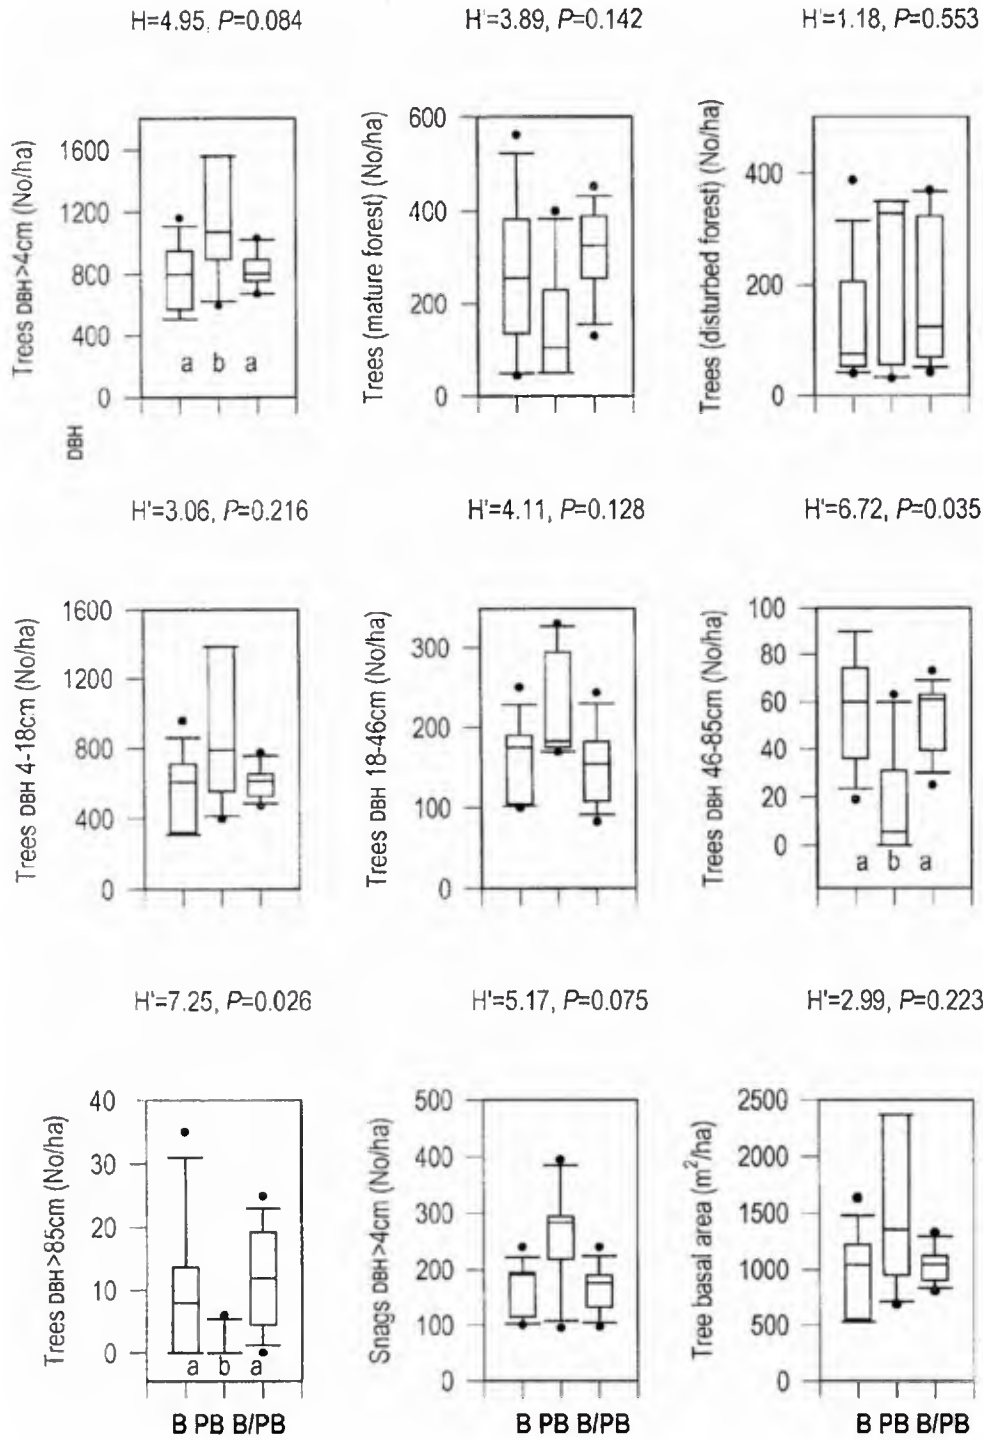 H=4.95, P=0.084
H'=3.89, P=0.142
H'=1.18, P=0.553
Trees DBH>4cm (No/ha)
1600
1200
800
400
0
a b a
DBH
Trees (mature forest) (No/ha)
600
400
200
0
Trees (disturbed forest) (No/ha)
400
200
0
H'=3.06, P=0.216
H'=4.11, P=0.128
H'=6.72, P=0.035
Trees DBH 4-18cm (No/ha)
1600
1200
800
400
0
Trees DBH 18-46cm (No/ha)
300
200
100
0
Trees DBH 46-85cm (No/ha)
100
80
60
40
20
0
a b a
H'=7.25, P=0.026
H'=5.17, P=0.075
H'=2.99, P=0.223
Trees DBH>85cm (No/ha)
40
30
20
10
0
a b a
B PB B/PB
Snags DBH>4cm (No/ha)
500
400
300
200
100
0
B PB B/PB
Tree basal area (m²/ha)
2500
2000
1500
1000
500
0
B PB B/PB